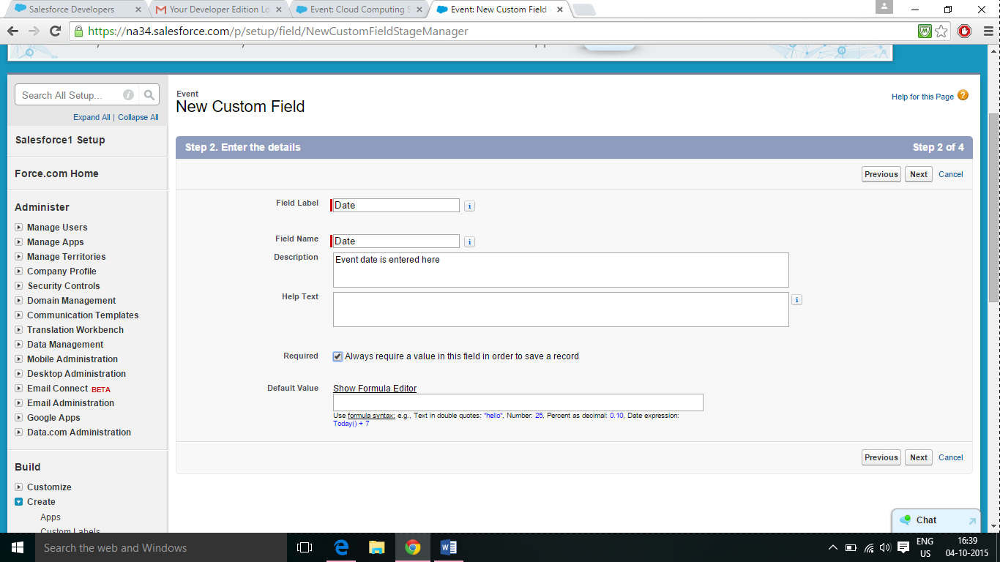 Salesforce Developers
Your Developer Edition Lo
Event: Cloud Computing S
Event: New Custom Field
https://na34.salesforce.com/p/setup/field/NewCustomFieldStageManager
Search All Setup...
Expand All | Collapse All
Salesforce1 Setup
Force.com Home
Administer
Manage Users
Manage Apps
Manage Territories
Company Profile
Security Controls
Domain Management
Communication Templates
Translation Workbench
Data Management
Mobile Administration
Desktop Administration
Email Connect BETA
Email Administration
Google Apps
Data.com Administration
Build
Customize
Create
Apps
Custom Labels
Event
New Custom Field
Help for this Page
Step 2. Enter the details
Step 2 of 4
Previous Next Cancel
Field Label Date
Field Name Date
Description Event date is entered here
Help Text
Required Always require a value in this field in order to save a record
Default Value Show Formula Editor
Use formula syntax: e.g., Text in double quotes: "hello", Number: 25, Percent as decimal: 0.10, Date expression:
Today() + 7
Previous Next Cancel
Chat
Search the web and Windows
ENG
US
16:39
04-10-2015